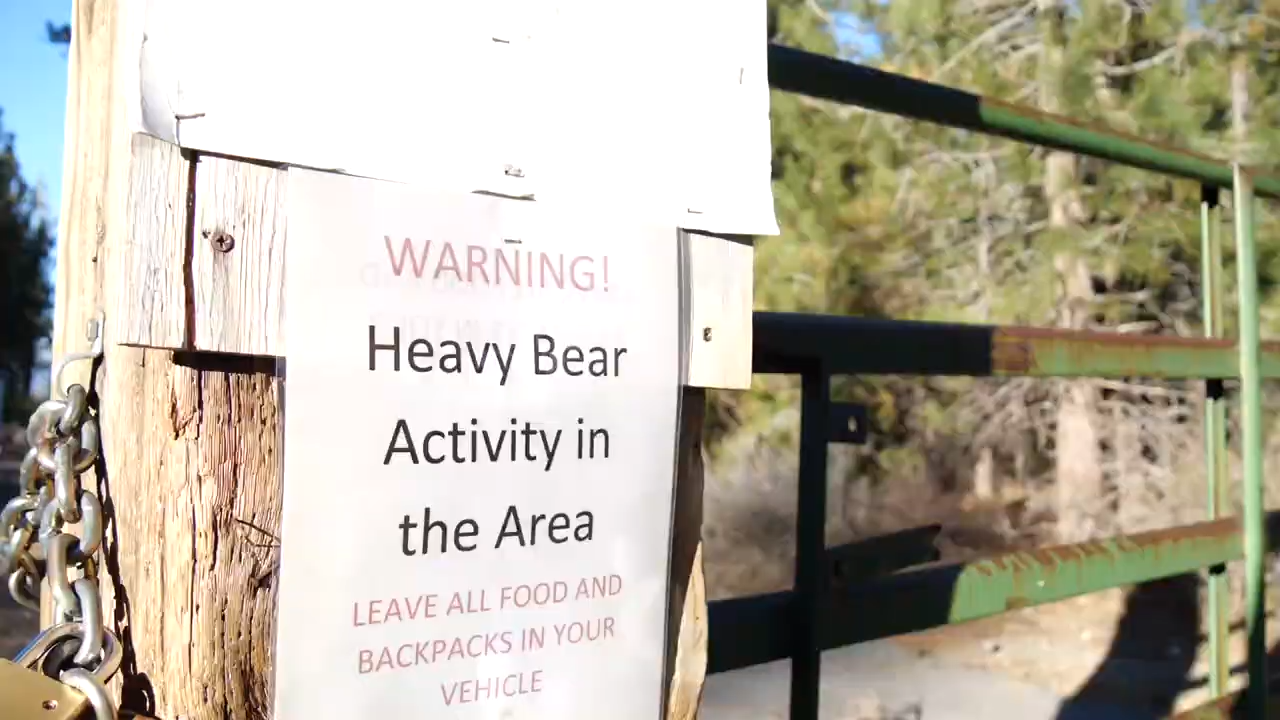 WARNING!
Heavy Bear
Activity in
the Area
LEAVE ALL FOOD AND
BACKPACKS IN YOUR
VEHICLE